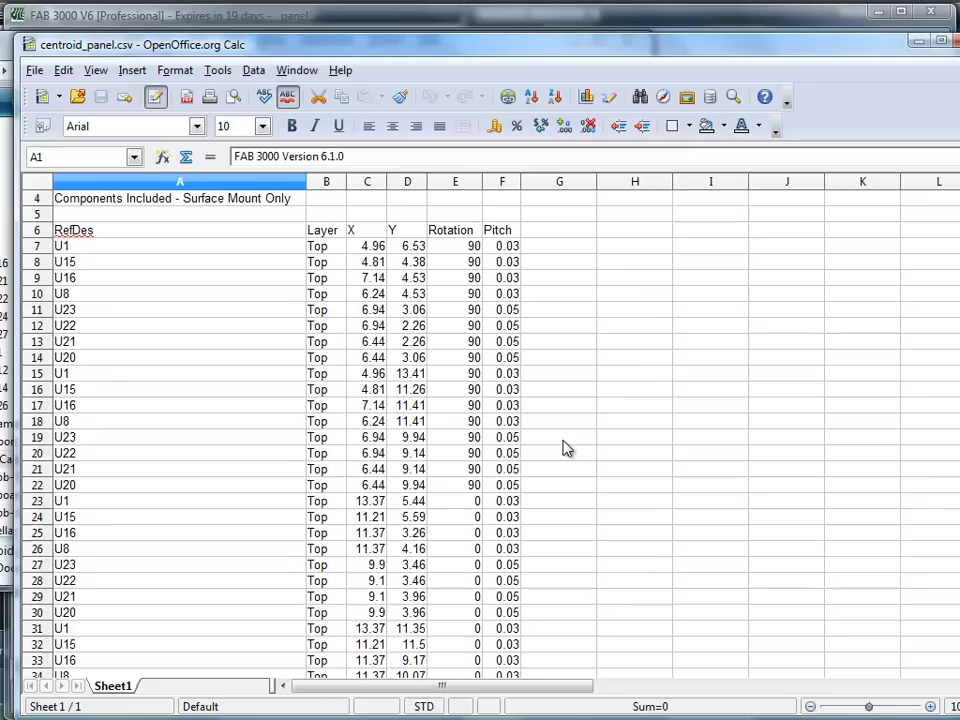 FAB 3000 V6 [Professional] - Expires in 19 days - _panel_
centroid_panel.csv - OpenOffice.org Calc
File Edit View Insert Format Tools Data Window Help
Arial 10
A1 FAB 3000 Version 6.1.0
A B C D E F G H I J K L
4 Components Included - Surface Mount Only
5
6 RefDes Layer X Y Rotation Pitch
7 U1 Top 4.96 6.53 90 0.03
8 U15 Top 4.81 4.38 90 0.03
9 U16 Top 7.14 4.53 90 0.03
10 U8 Top 6.24 4.53 90 0.03
11 U23 Top 6.94 3.06 90 0.05
12 U22 Top 6.94 2.26 90 0.05
13 U21 Top 6.44 2.26 90 0.05
14 U20 Top 6.44 3.06 90 0.05
15 U1 Top 4.96 13.41 90 0.03
16 U15 Top 4.81 11.26 90 0.03
17 U16 Top 7.14 11.41 90 0.03
18 U8 Top 6.24 11.41 90 0.03
19 U23 Top 6.94 9.94 90 0.05
20 U22 Top 6.94 9.14 90 0.05
21 U21 Top 6.44 9.14 90 0.05
22 U20 Top 6.44 9.94 90 0.05
23 U1 Top 13.37 5.44 0 0.03
24 U15 Top 11.21 5.59 0 0.03
25 U16 Top 11.37 3.26 0 0.03
26 U8 Top 11.37 4.16 0 0.03
27 U23 Top 9.9 3.46 0 0.05
28 U22 Top 9.1 3.46 0 0.05
29 U21 Top 9.1 3.96 0 0.05
30 U20 Top 9.9 3.96 0 0.05
31 U1 Top 13.37 11.35 0 0.03
32 U15 Top 11.21 11.5 0 0.03
33 U16 Top 11.37 9.17 0 0.03
34 U8 Top 11.37 10.07 0 0.03
Sheet1
Sheet 1 / 1 Default STD Sum=0 10